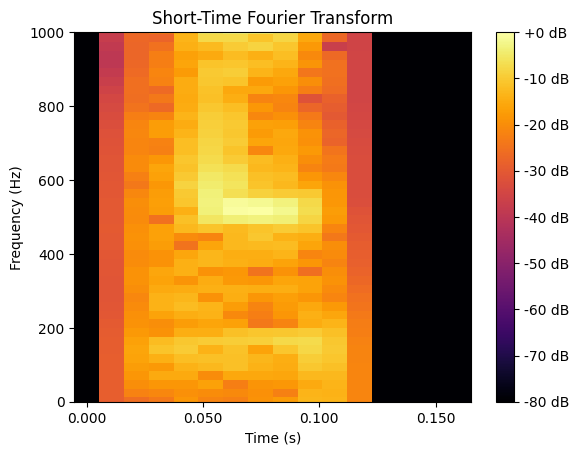 Short-Time Fourier Transform
1000
800
600
400
200
0
Frequency (Hz)
0.000
0.050
0.100
0.150
Time (s)
+0 dB
-10 dB
-20 dB
-30 dB
-40 dB
-50 dB
-60 dB
-70 dB
-80 dB